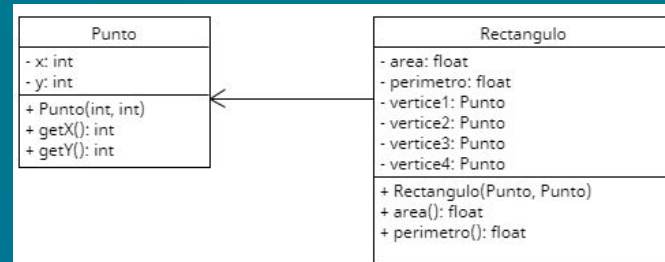 Punto
- x: int
- y: int
+ Punto(int, int)
+ getX(): int
+ getY(): int
Rectangulo
- area: float
- perimetro: float
- vertice1: Punto
- vertice2: Punto
- vertice3: Punto
- vertice4: Punto
+ Rectangulo(Punto, Punto)
+ area(): float
+ perimetro(): float